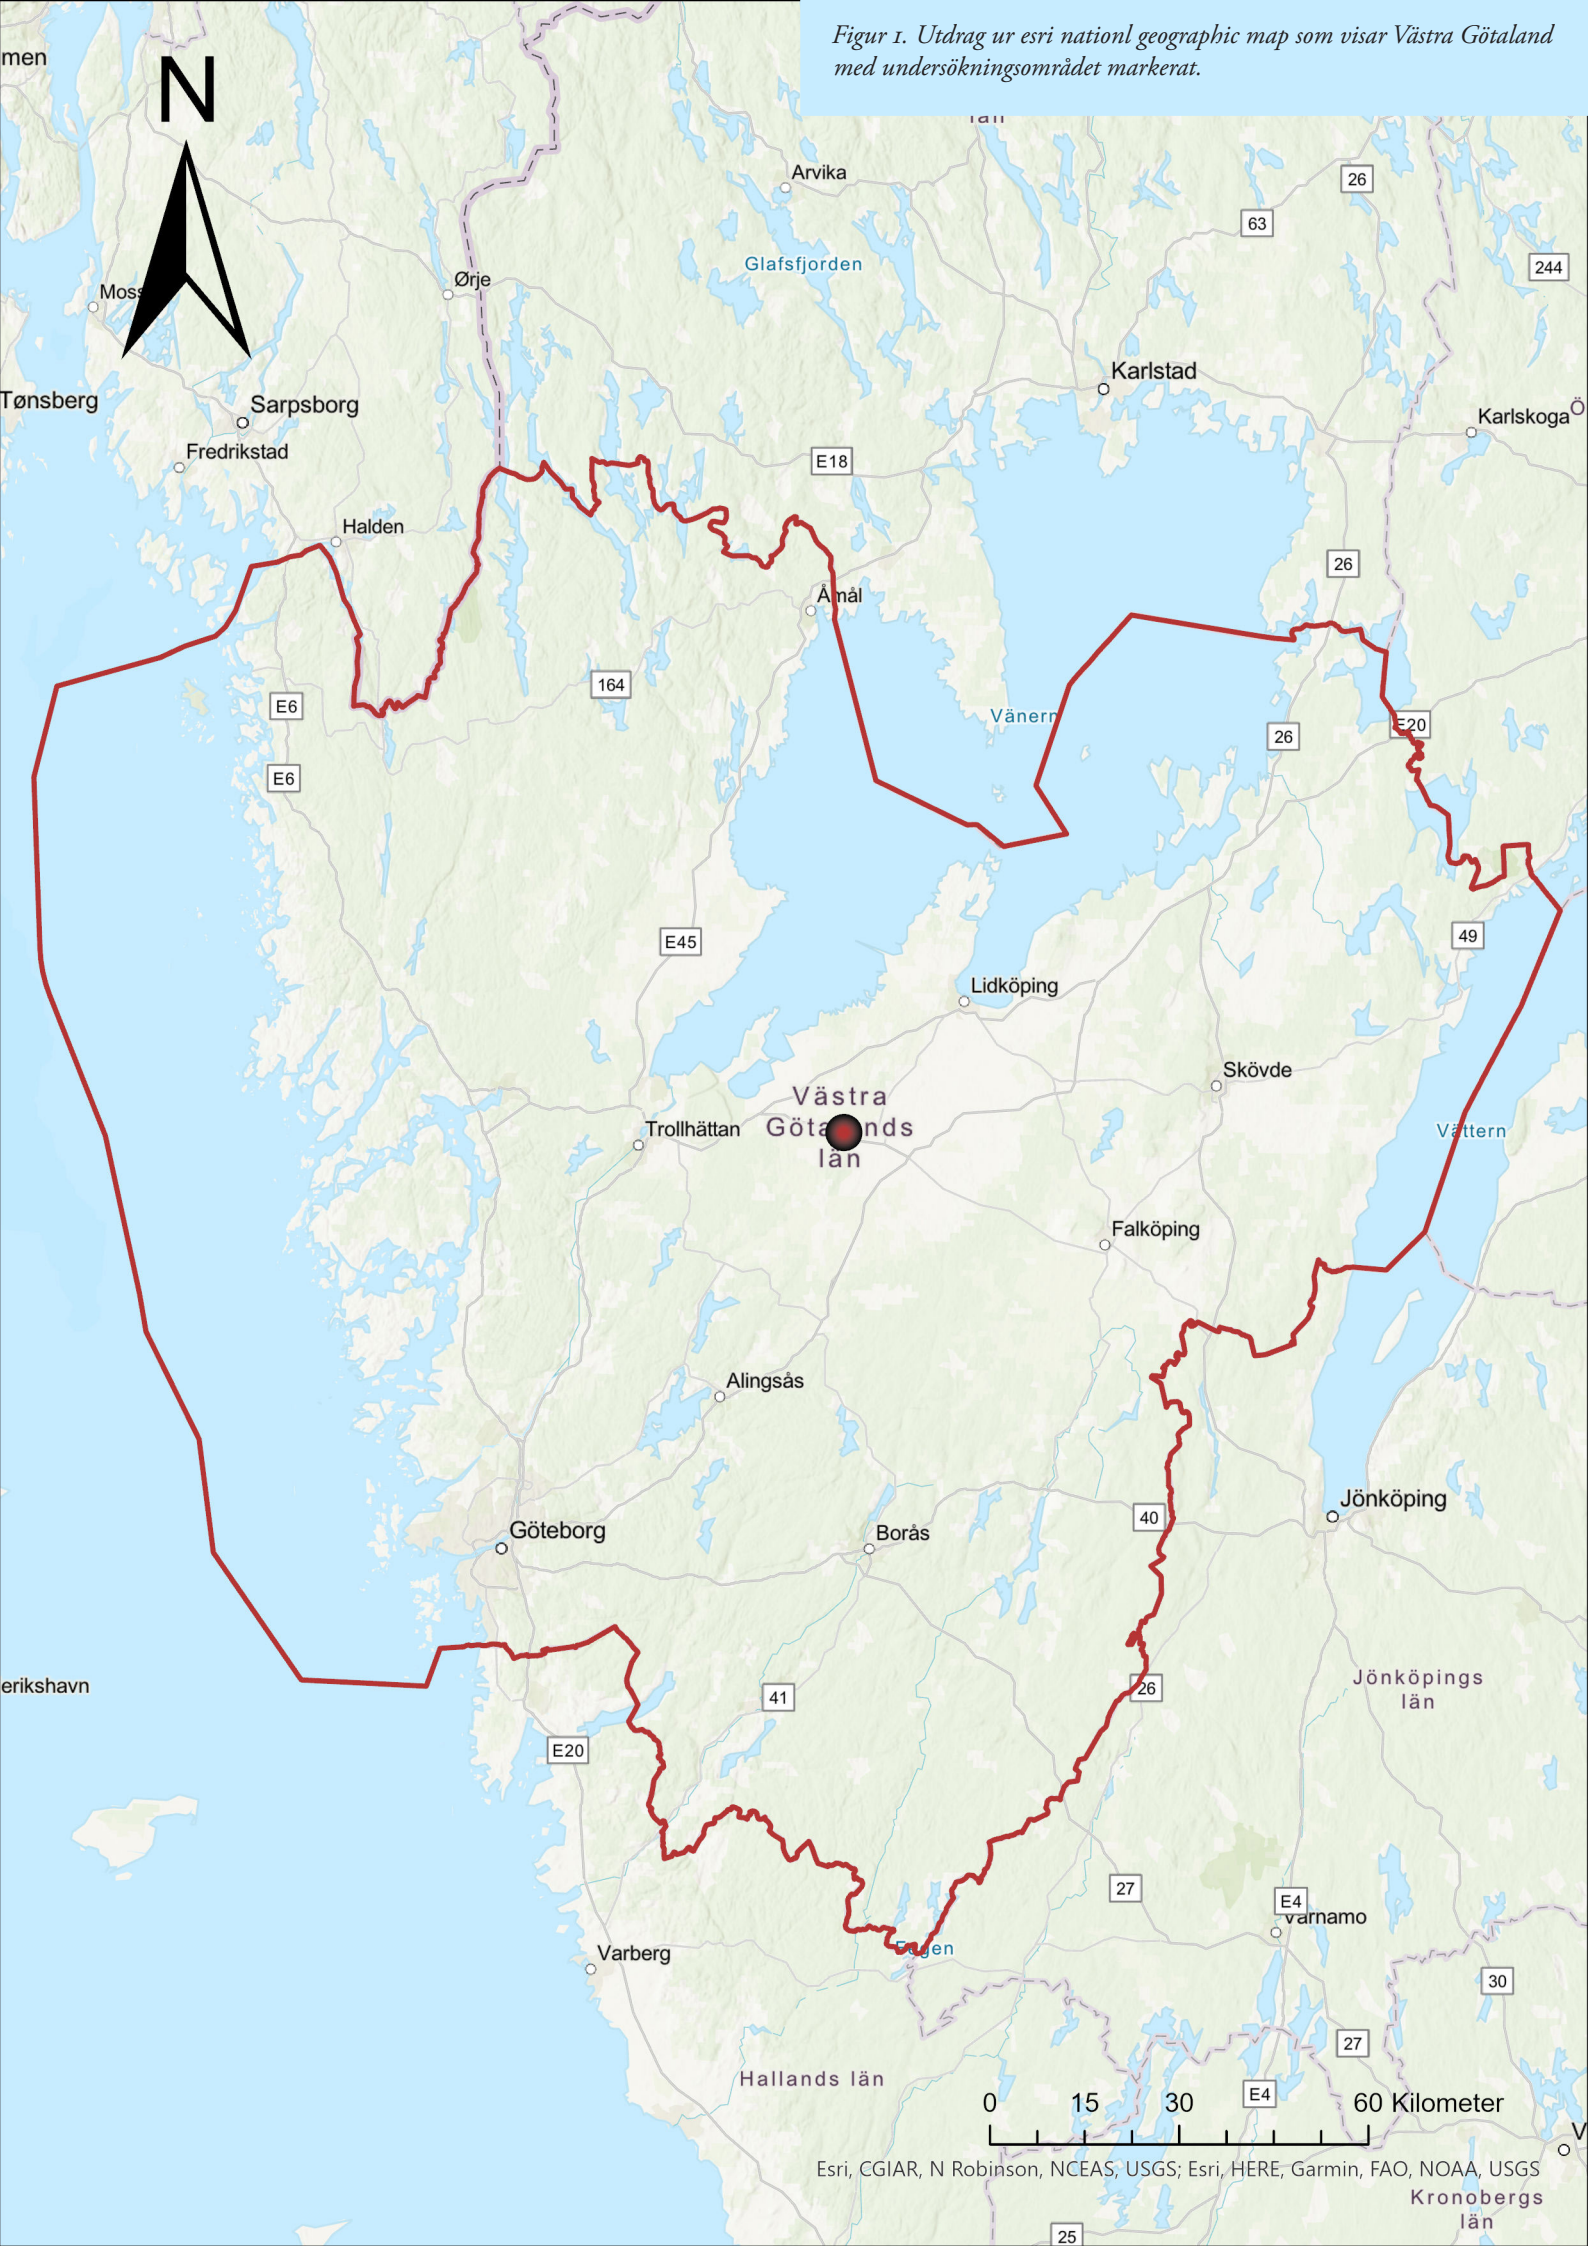 Figur 1. Utdrag ur esri nationl geographic map som visar Västra Götaland
med undersökningsområdet markerat.
men
N
län
Arvika
26
63
Glafsfjorden
244
Ørje
Moss
Karlstad
Tønsberg
Sarpsborg
Karlskoga
Ö
Fredrikstad
E18
Halden
26
Åmål
164
E6
Vänern
E20
26
E6
49
E45
Lidköping
Skövde
Västra
Götalands
län
Trollhättan
Vättern
Falköping
Alingsås
Jönköping
40
Göteborg
Borås
erikshavn
Jönköpings
län
26
41
E20
27
E4
Värnamo
Fegen
Varberg
30
27
Hallands län
E4
0 15 30 60 Kilometer
V
Esri, CGIAR, N Robinson, NCEAS, USGS; Esri, HERE, Garmin, FAO, NOAA, USGS
Kronobergs
län
25